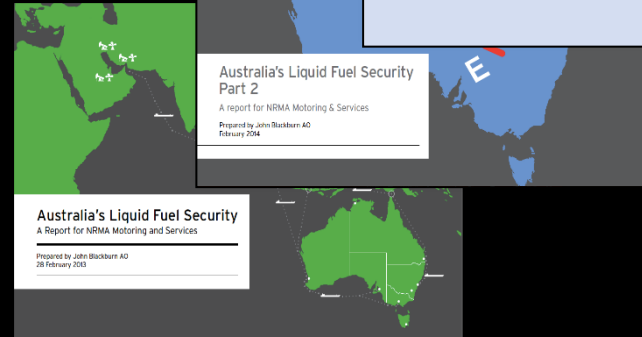 Australia's Liquid Fuel Security
Part 2
A report for NRMA Motoring & Services
Prepared by John Blackburn AO
February 2014
E
Australia's Liquid Fuel Security
A Report for NRMA Motoring and Services
Prepared by John Blackburn AO
28 February 2013